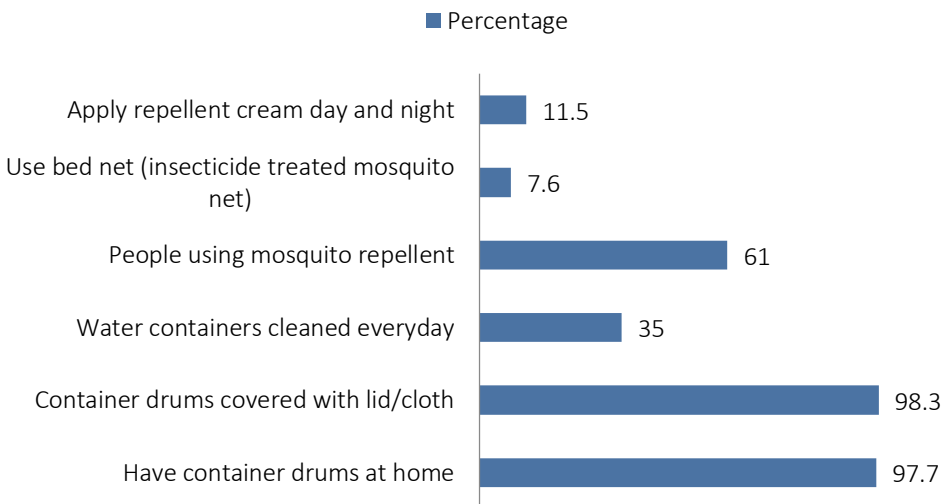 Percentage
Apply repellent cream day and night
11.5
Use bed net (insecticide treated mosquito
net)
7.6
People using mosquito repellent
61
Water containers cleaned everyday
35
Container drums covered with lid/cloth
98.3
Have container drums at home
97.7